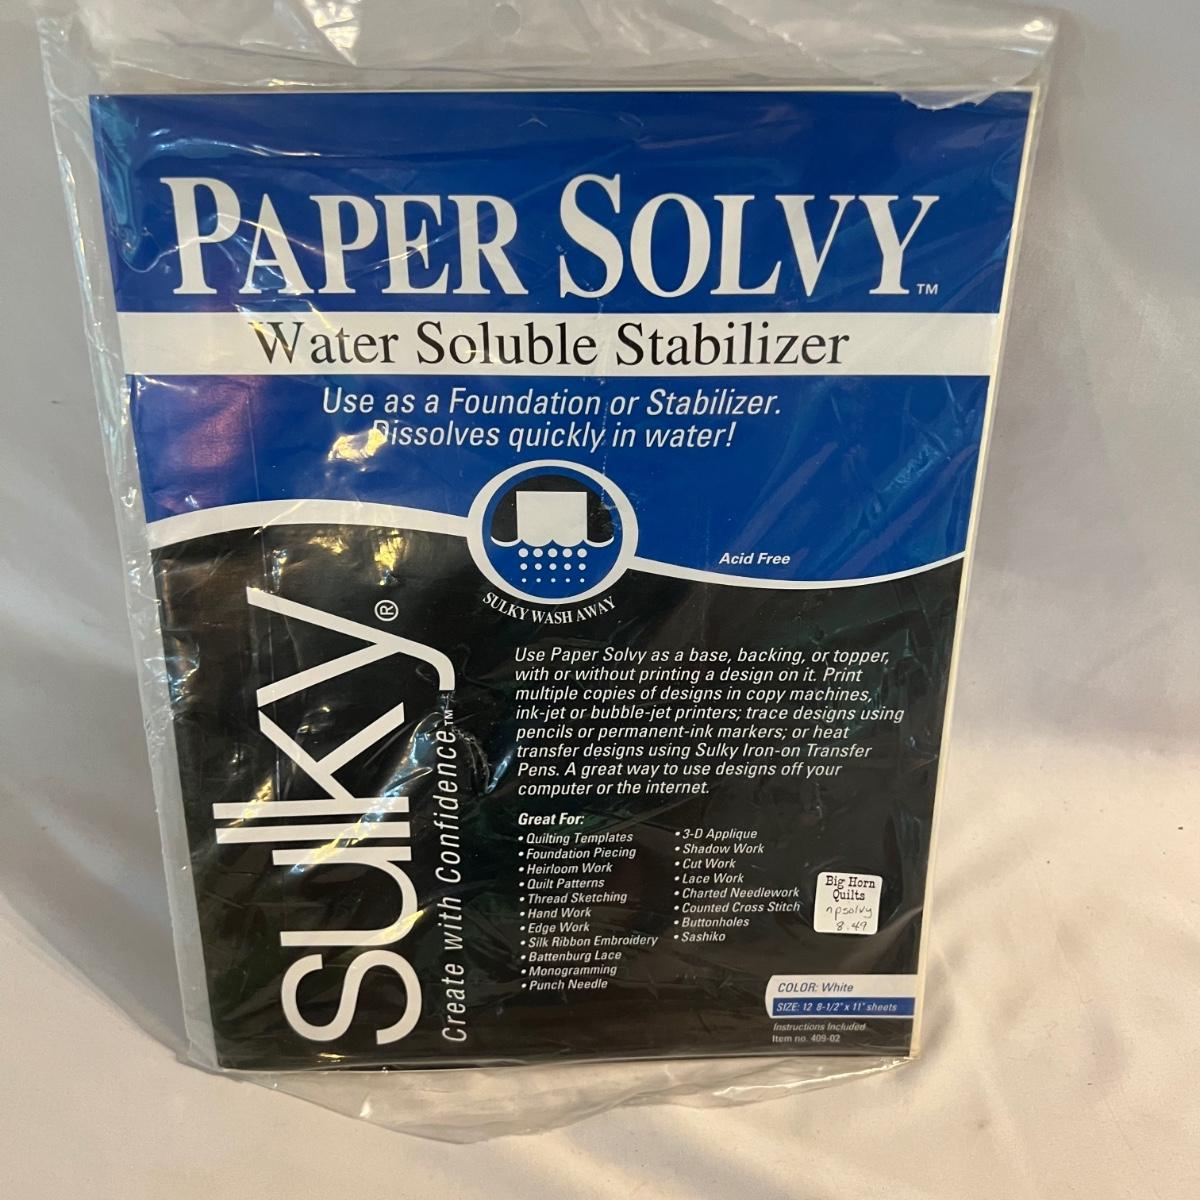 PAPER SOLVY™
Water Soluble Stabilizer
Use as a Foundation or Stabilizer.
Dissolves quickly in water!
Acid Free
SULKY WASH AWAY
sulky®
Create with Confidence™
Use Paper Solvy as a base, backing, or topper,
with or without printing a design on it. Print
multiple copies of designs in copy machines,
ink-jet or bubble-jet printers; trace designs using
pencils or permanent-ink markers; or heat
transfer designs using Sulky Iron-on Transfer
Pens. A great way to use designs off your
computer or the internet.
Great For:
• Quilting Templates
• Foundation Piecing
• Heirloom Work
• Quilt Patterns
• Thread Sketching
• Hand Work
• Edge Work
• Silk Ribbon Embroidery
• Battenburg Lace
• Monogramming
• Punch Needle
• 3-D Applique
• Shadow Work
• Cut Work
• Lace Work
• Charted Needlework
• Counted Cross Stitch
• Buttonholes
• Sashiko
Big Horn
Quilts
npsolvy
8.49
COLOR: White
SIZE: 12 8-1/2" x 11" sheets
Instructions Included
Item no. 409-02